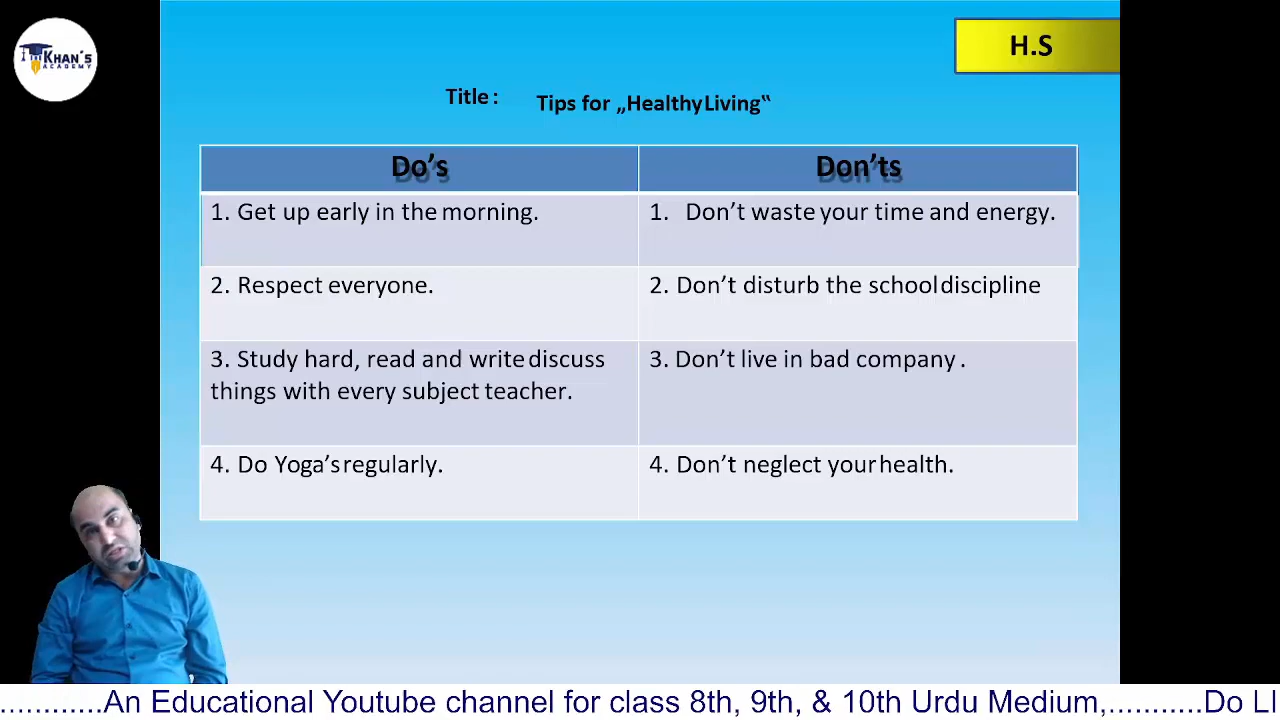 KHAN'S
ACADEMY
H.S
Title : Tips for „Healthy Living‟
Do's Don'ts
1. Get up early in the morning. 1. Don't waste your time and energy.
2. Respect everyone. 2. Don't disturb the school discipline
3. Study hard, read and write discuss 3. Don't live in bad company .
things with every subject teacher.
4. Do Yoga's regularly. 4. Don't neglect your health.
............An Educational Youtube channel for class 8th, 9th, & 10th Urdu Medium,..........Do LI